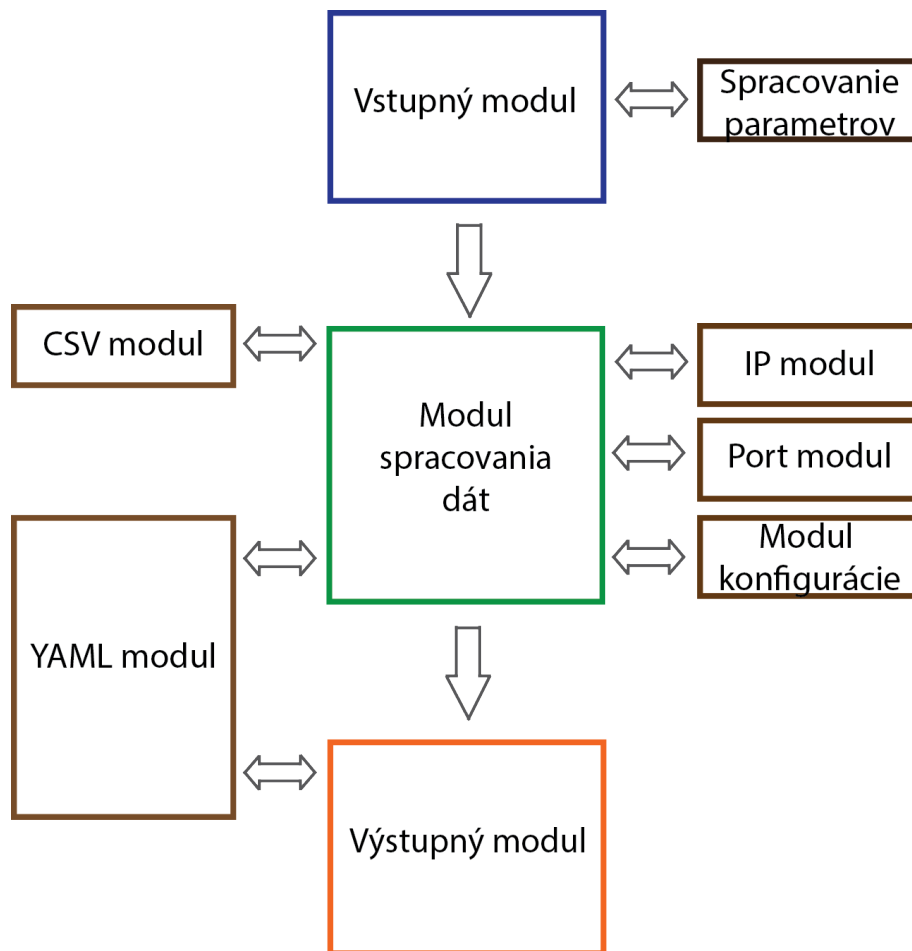 Vstupný modul
Spracovanie
parametrov
CSV modul
Modul
spracovania
dát
IP modul
Port modul
Modul
konfigurácie
YAML modul
Výstupný modul